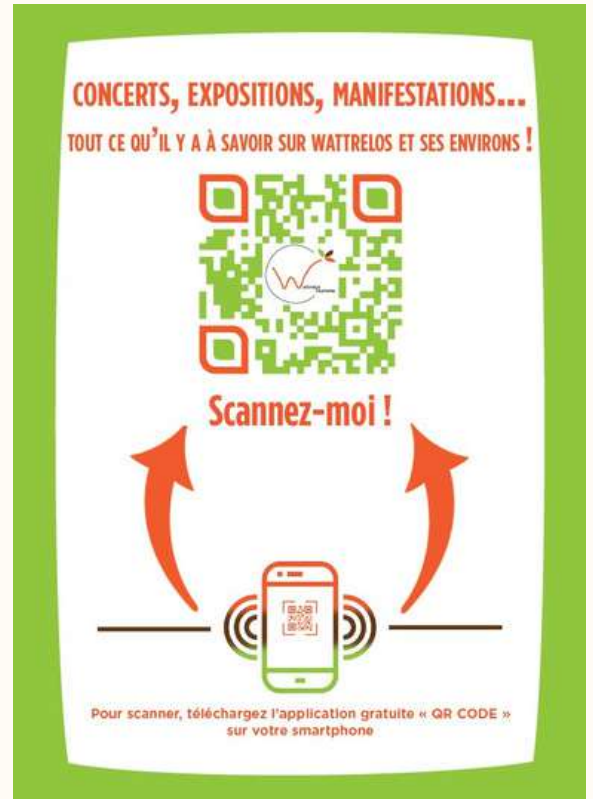 CONCERTS, EXPOSITIONS, MANIFESTATIONS...
TOUT CE QU'IL Y A À SAVOIR SUR WATTRELOS ET SES ENVIRONS !
Scannez-moi !
Pour scanner, téléchargez l'application gratuite « QR CODE »
sur votre smartphone